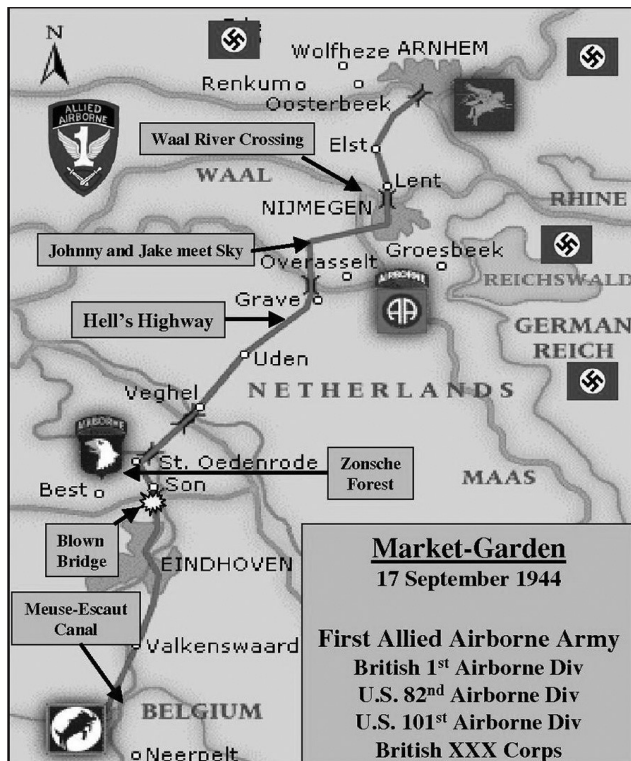 N
Wolfheze
ARNHEM
Renkum
Oosterbeek
ALLIED
AIRBORNE
1
Waal River Crossing
Elst
WAAL
Lent
NIJMEGEN
RHINE
Johnny and Jake meet Sky
Overasselt
Groesbeek
REICHSWALD
AIRBORNE
AA
Grave
Hell's Highway
GERMAN
REICH
Uden
NETHERLANDS
Veghel
AIRBORNE
St. Oedenrode
Zonsche
Forest
MAAS
Best
Son
Blown
Bridge
EINDHOVEN
Meuse-Escaut
Canal
Valkenswaard
BELGIUM
Neerpelt
Market-Garden
17 September 1944
First Allied Airborne Army
British 1st Airborne Div
U.S. 82nd Airborne Div
U.S. 101st Airborne Div
British XXX Corps